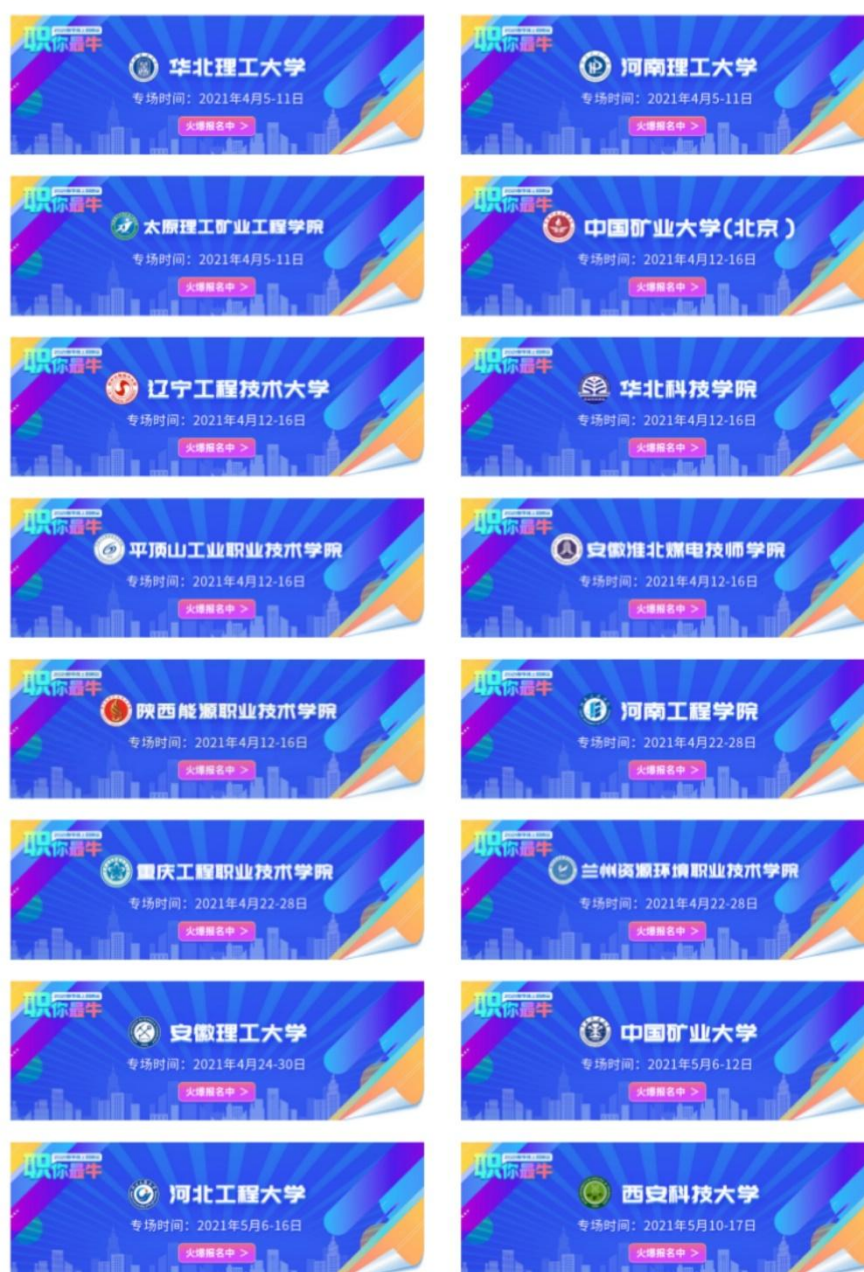 职你最牛
华北理工大学
专场时间：2021年4月5-11日
火爆报名中 >
职你最牛
河南理工大学
专场时间：2021年4月5-11日
火爆报名中 >
职你最牛
太原理工矿业工程学院
专场时间：2021年4月5-11日
火爆报名中 >
职你最牛
中国矿业大学(北京)
专场时间：2021年4月12-16日
火爆报名中 >
职你最牛
辽宁工程技术大学
专场时间：2021年4月12-16日
火爆报名中 >
职你最牛
华北科技学院
专场时间：2021年4月12-16日
火爆报名中 >
职你最牛
平顶山工业职业技术学院
专场时间：2021年4月12-16日
火爆报名中 >
职你最牛
安徽淮北煤电技师学院
专场时间：2021年4月12-16日
火爆报名中 >
职你最牛
陕西能源职业技术学院
专场时间：2021年4月12-16日
火爆报名中 >
职你最牛
河南工程学院
专场时间：2021年4月22-28日
火爆报名中 >
职你最牛
重庆工程职业技术学院
专场时间：2021年4月22-28日
火爆报名中 >
职你最牛
兰州资源环境职业技术学院
专场时间：2021年4月22-28日
火爆报名中 >
职你最牛
安徽理工大学
专场时间：2021年4月24-30日
火爆报名中 >
职你最牛
中国矿业大学
专场时间：2021年5月6-12日
火爆报名中 >
职你最牛
河北工程大学
专场时间：2021年5月6-16日
火爆报名中 >
职你最牛
西安科技大学
专场时间：2021年5月10-17日
火爆报名中 >